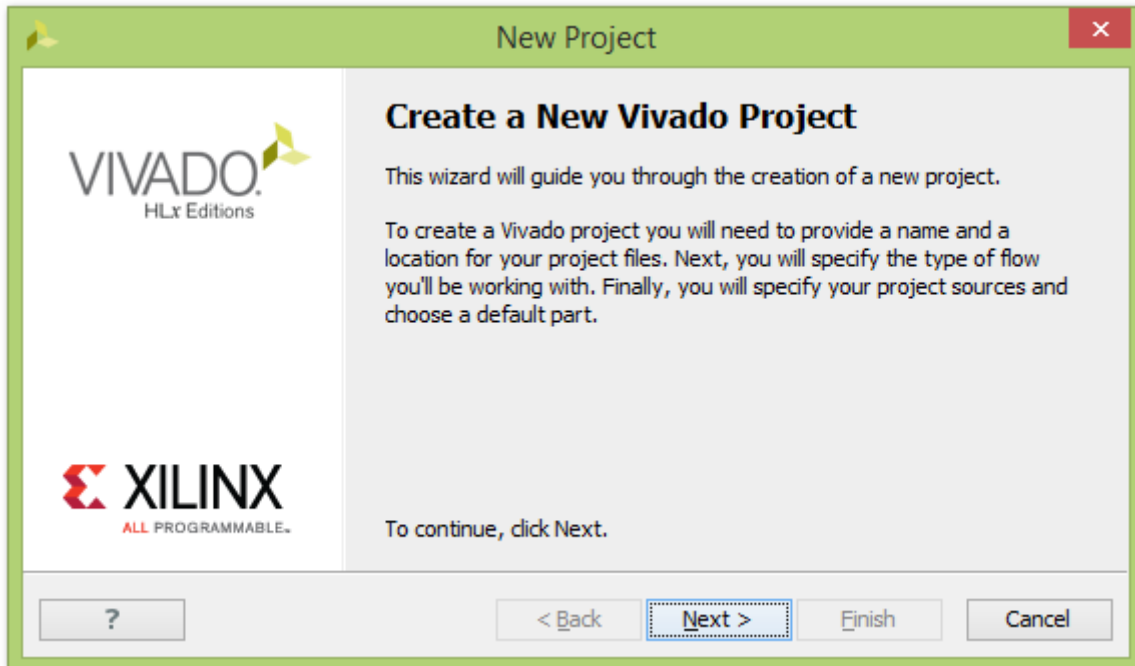 New Project
×
VIVADO.
HLx Editions
Create a New Vivado Project
This wizard will guide you through the creation of a new project.
To create a Vivado project you will need to provide a name and a
location for your project files. Next, you will specify the type of flow
you'll be working with. Finally, you will specify your project sources and
choose a default part.
XILINX
ALL PROGRAMMABLE™
To continue, click Next.
?
< Back
Next >
Finish
Cancel